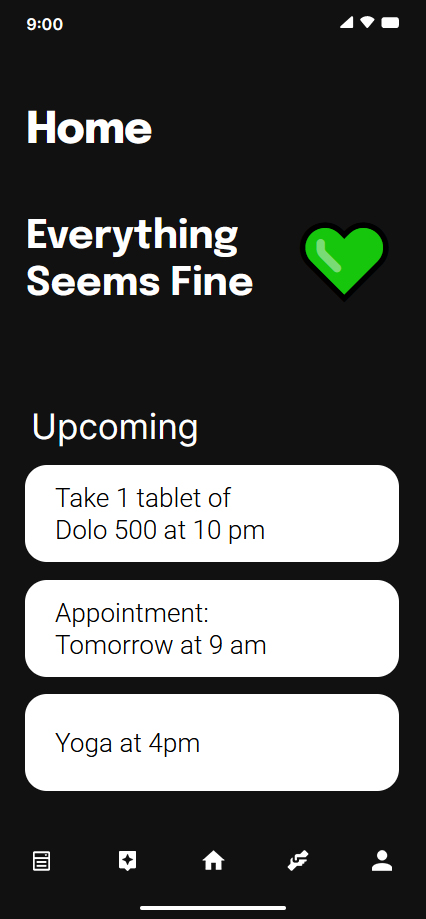 9:00
Home
Everything
Seems Fine
Upcoming
Take 1 tablet of
Dolo 500 at 10 pm
Appointment:
Tomorrow at 9 am
Yoga at 4pm